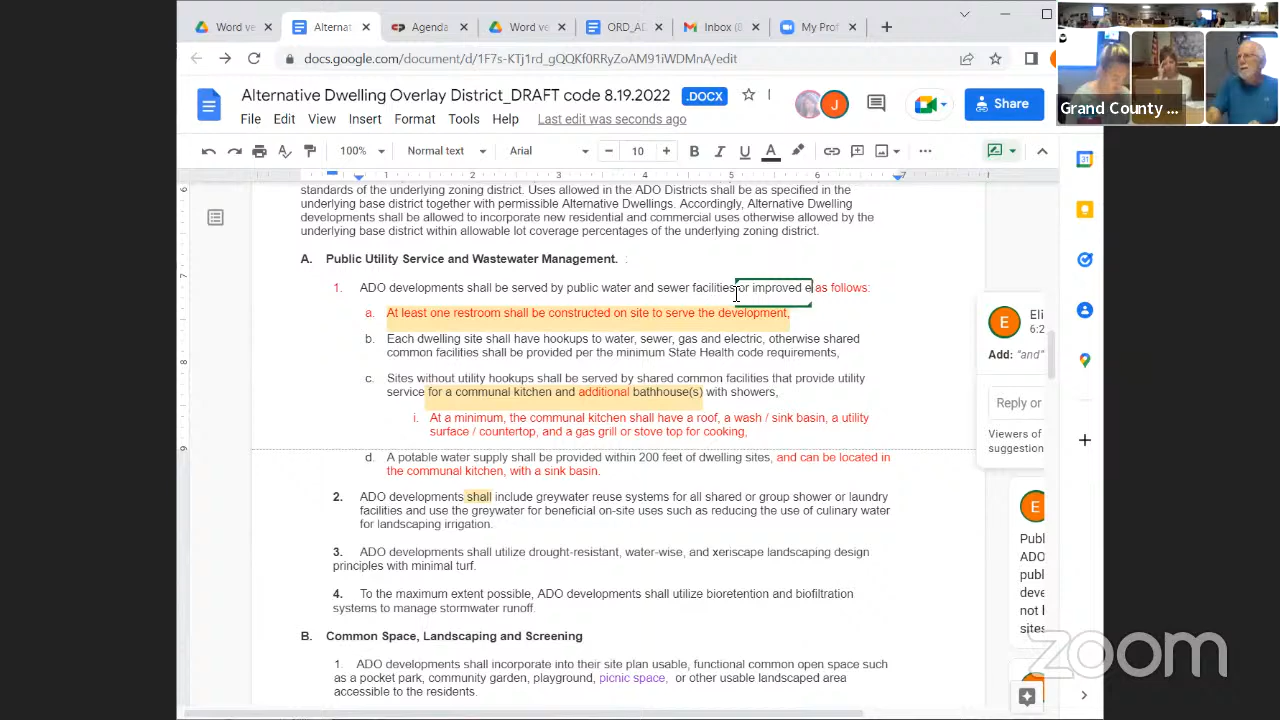 Word ve
Alternat
Agenda
Word ve
ORD_AD
Inbox (8
My Prof
docs.google.com/document/d/1F7s-KTj1rd_gQQKf0RRyZoAM91iWDMnA/edit
Alternative Dwelling Overlay District_DRAFT code 8.19.2022
.DOCX
J
Share
File Edit View Insert Format Tools Help Last edit was seconds ago
100% Normal text Arial 10 B I U A
Grand County ...
standards of the underlying zoning district. Uses allowed in the ADO Districts shall be as specified in the
underlying base district together with permissible Alternative Dwellings. Accordingly, Alternative Dwelling
developments shall be allowed to incorporate new residential and commercial uses otherwise allowed by the
underlying base district within allowable lot coverage percentages of the underlying zoning district.
A. Public Utility Service and Wastewater Management. :
1. ADO developments shall be served by public water and sewer facilities or improved e as follows:
a. At least one restroom shall be constructed on site to serve the development,
b. Each dwelling site shall have hookups to water, sewer, gas and electric, otherwise shared
common facilities shall be provided per the minimum State Health code requirements,
c. Sites without utility hookups shall be served by shared common facilities that provide utility
service for a communal kitchen and additional bathhouse(s) with showers,
i. At a minimum, the communal kitchen shall have a roof, a wash / sink basin, a utility
surface / countertop, and a gas grill or stove top for cooking,
d. A potable water supply shall be provided within 200 feet of dwelling sites, and can be located in
the communal kitchen, with a sink basin.
2. ADO developments shall include greywater reuse systems for all shared or group shower or laundry
facilities and use the greywater for beneficial on-site uses such as reducing the use of culinary water
for landscaping irrigation.
3. ADO developments shall utilize drought-resistant, water-wise, and xeriscape landscaping design
principles with minimal turf.
4. To the maximum extent possible, ADO developments shall utilize bioretention and biofiltration
systems to manage stormwater runoff.
B. Common Space, Landscaping and Screening
1. ADO developments shall incorporate into their site plan usable, functional common open space such
as a pocket park, community garden, playground, picnic space, or other usable landscaped area
accessible to the residents.
E
Eli
6:2
Add: "and"
Reply or
Viewers of
suggestion
E
Publ
ADO
publ
deve
not l
sites
zoom